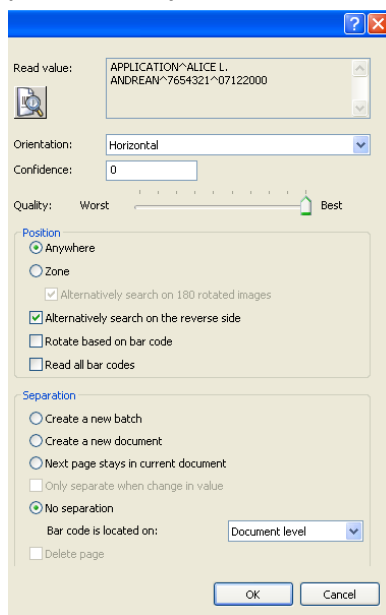 Read value:
APPLICATION^ALICE L.
ANDREAN^7654321^07122000
Orientation:
Horizontal
Confidence:
0
Quality: Worst Best
Position
Anywhere
Zone
Alternatively search on 180 rotated images
Alternatively search on the reverse side
Rotate based on bar code
Read all bar codes
Separation
Create a new batch
Create a new document
Next page stays in current document
Only separate when change in value
No separation
Bar code is located on: Document level
Delete page
OK Cancel